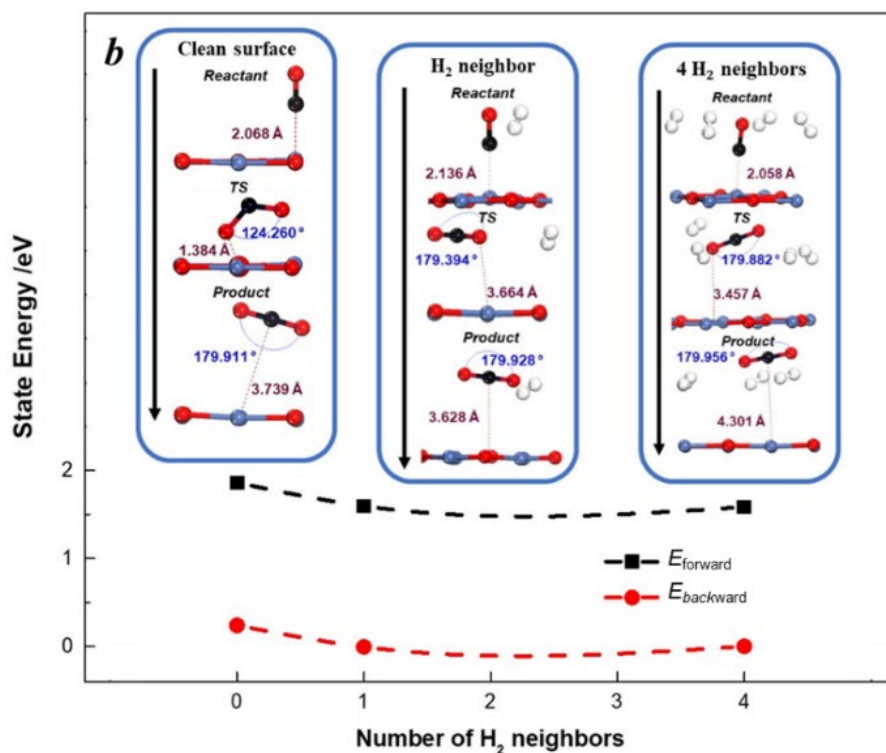 b
Clean surface
Reactant
2.068 Å
TS
124.260°
1.384 Å
Product
179.911°
3.739 Å
H₂ neighbor
Reactant
2.136 Å
TS
179.394°
3.664 Å
Product
179.928°
3.628 Å
4 H₂ neighbors
Reactant
2.058 Å
TS
179.882°
3.457 Å
Product
179.956°
4.301 Å
State Energy /eV
2
1
0
E forward
E backward
0 1 2 3 4
Number of H₂ neighbors